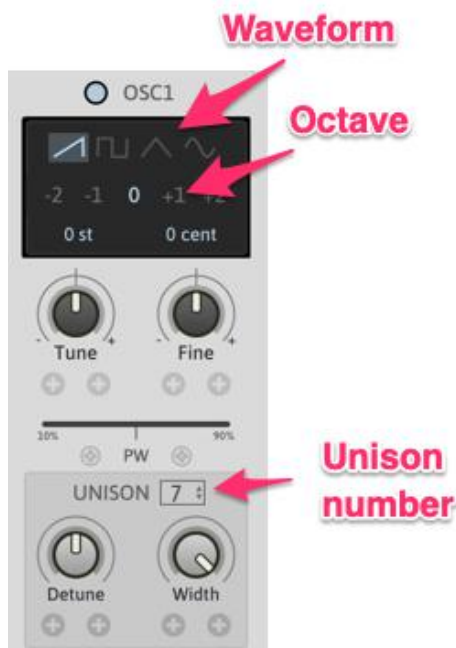 Waveform
OSC1
Octave
-2 -1 0 +1 +2
0 st 0 cent
- + - +
Tune Fine
10% 90%
PW
UNISON 7
Unison
number
Detune Width